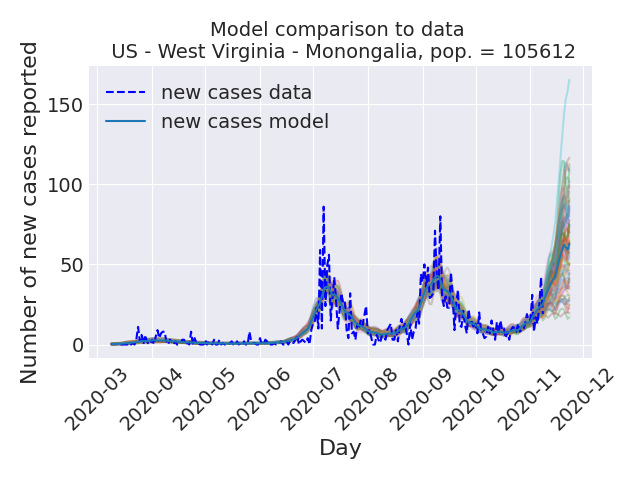 Model comparison to data
US - West Virginia - Monongalia, pop. = 105612
Number of new cases reported
150
100
50
0
new cases data
new cases model
2020-03
2020-04
2020-05
2020-06
2020-07
2020-08
2020-09
2020-10
2020-11
2020-12
Day